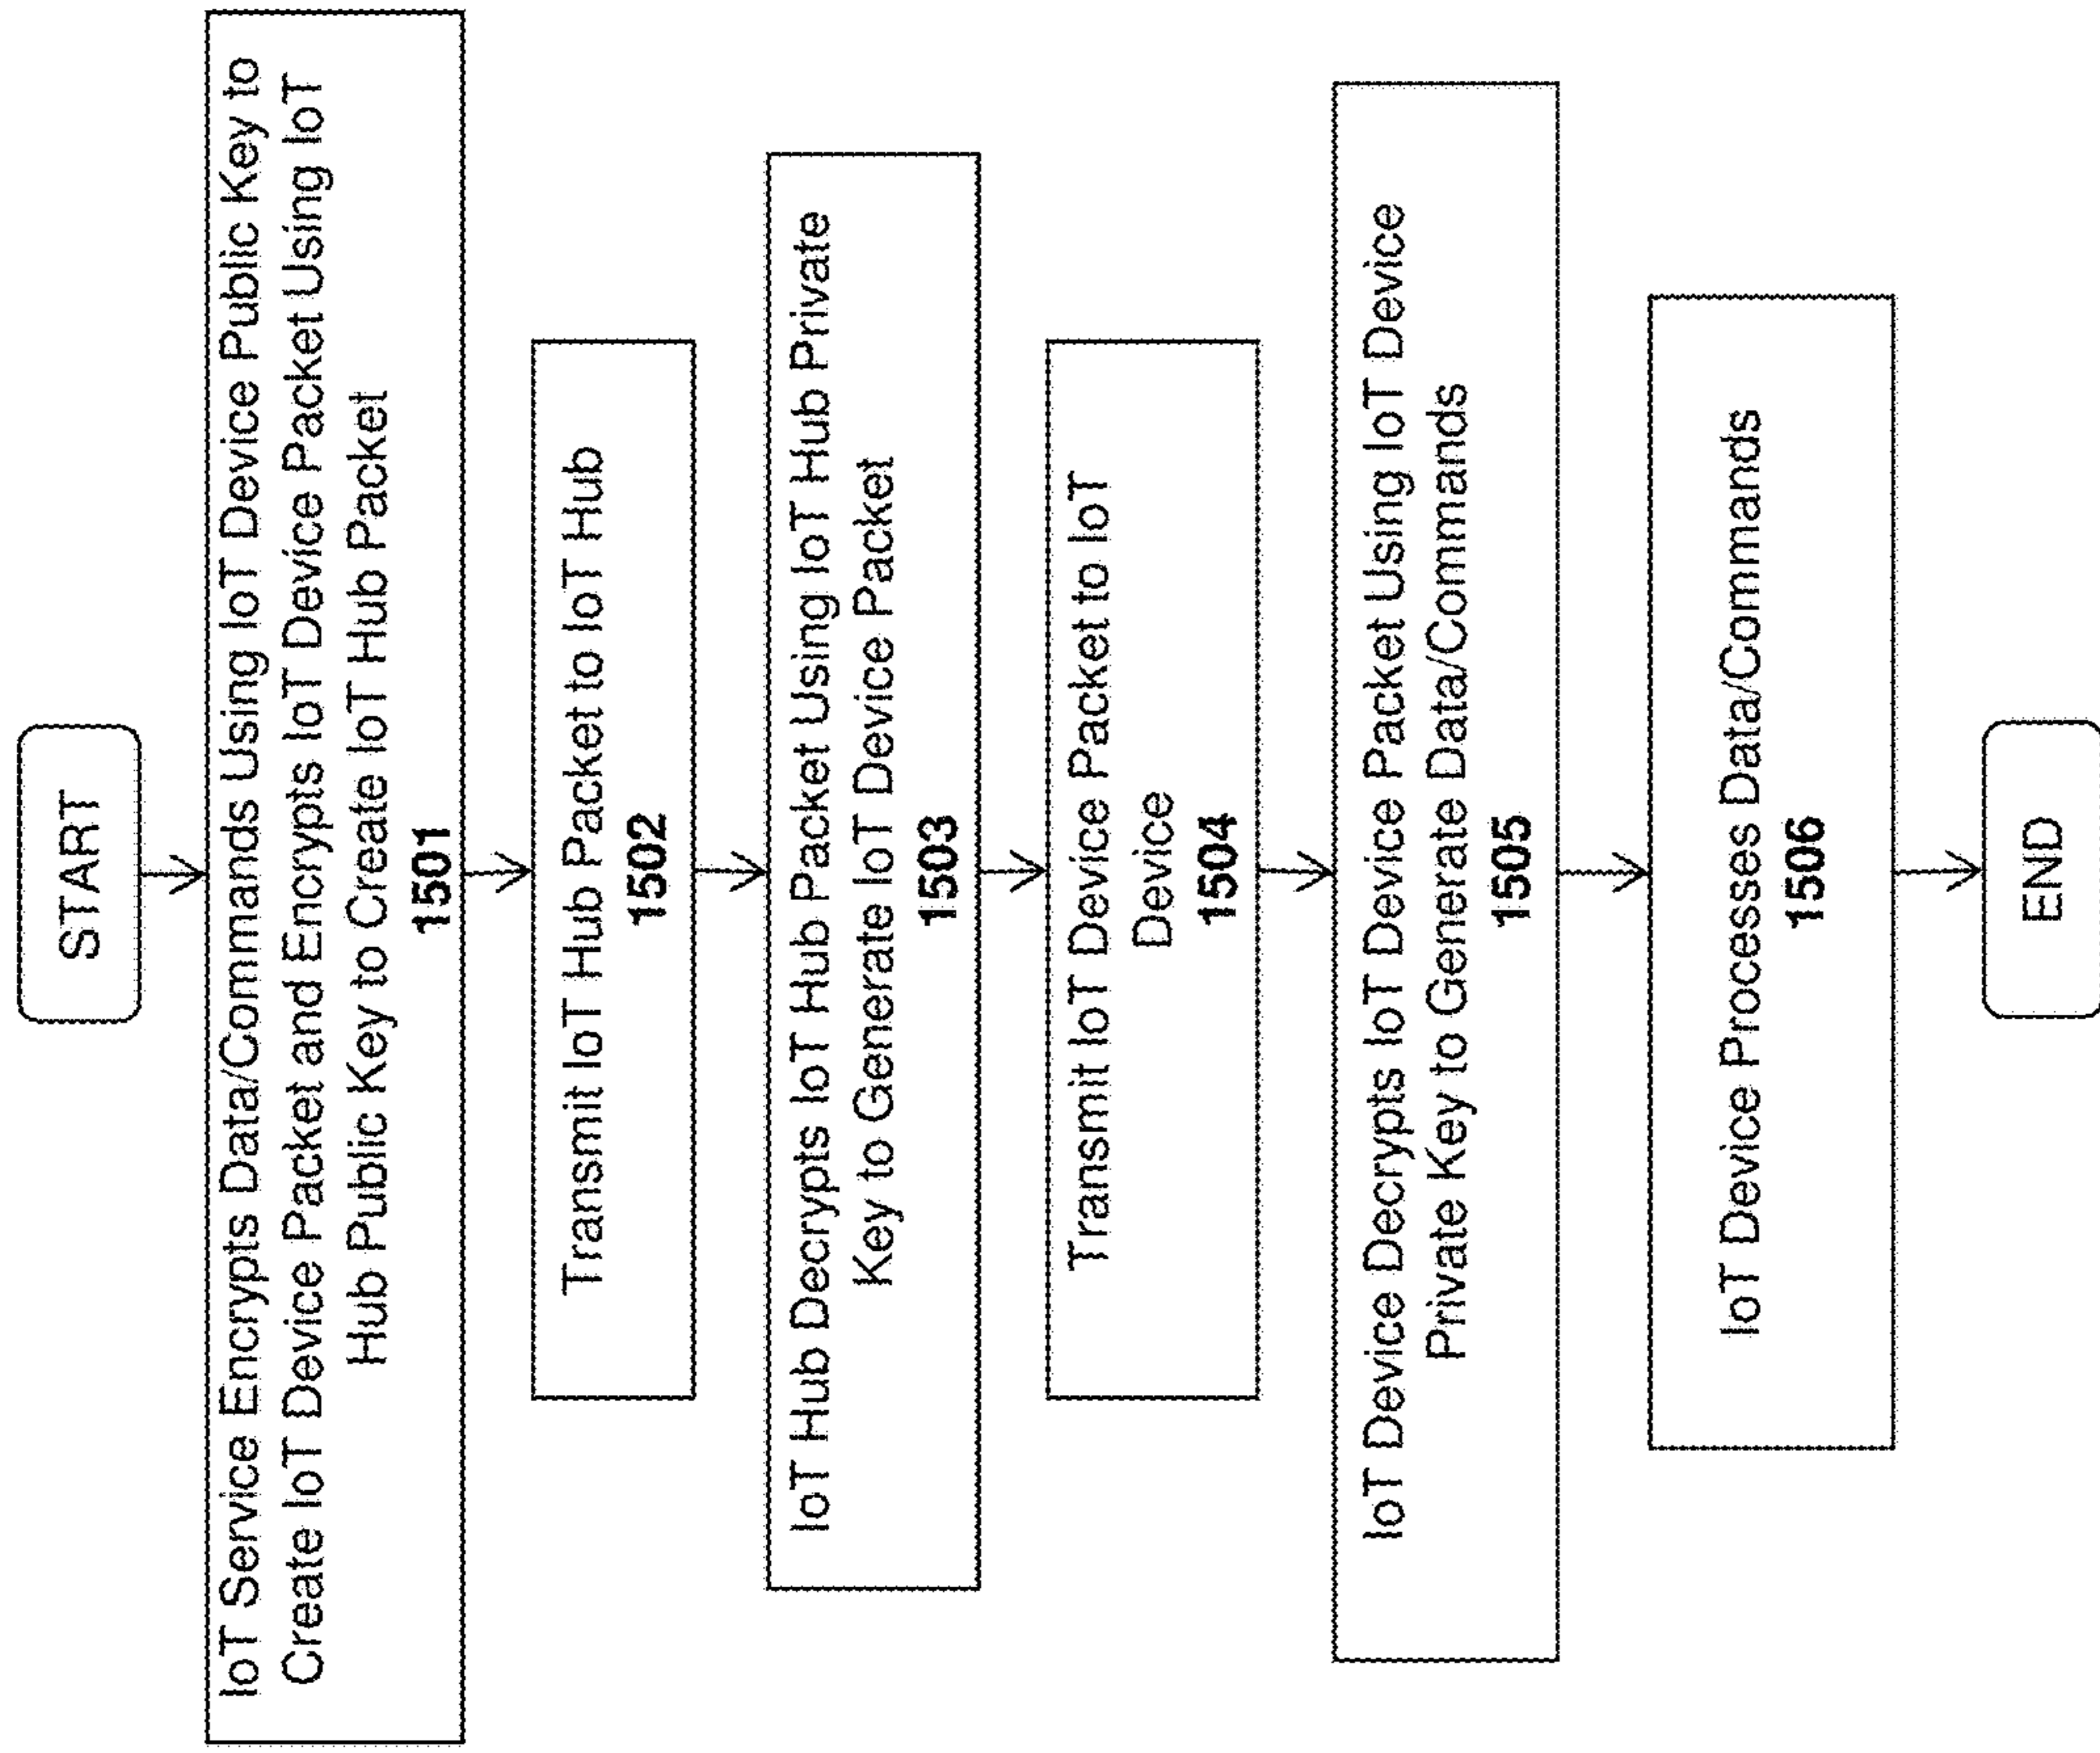 START
IoT Service Encrypts Data/Commands Using IoT Device Public Key to
Create IoT Device Packet and Encrypts IoT Device Packet Using IoT
Hub Public Key to Create IoT Hub Packet
1501
Transmit IoT Hub Packet to IoT Hub
1502
IoT Hub Decrypts IoT Hub Packet Using IoT Hub Private
Key to Generate IoT Device Packet
1503
Transmit IoT Device Packet to IoT
Device
1504
IoT Device Decrypts IoT Device Packet Using IoT Device
Private Key to Generate Data/Commands
1505
IoT Device Processes Data/Commands
1506
END